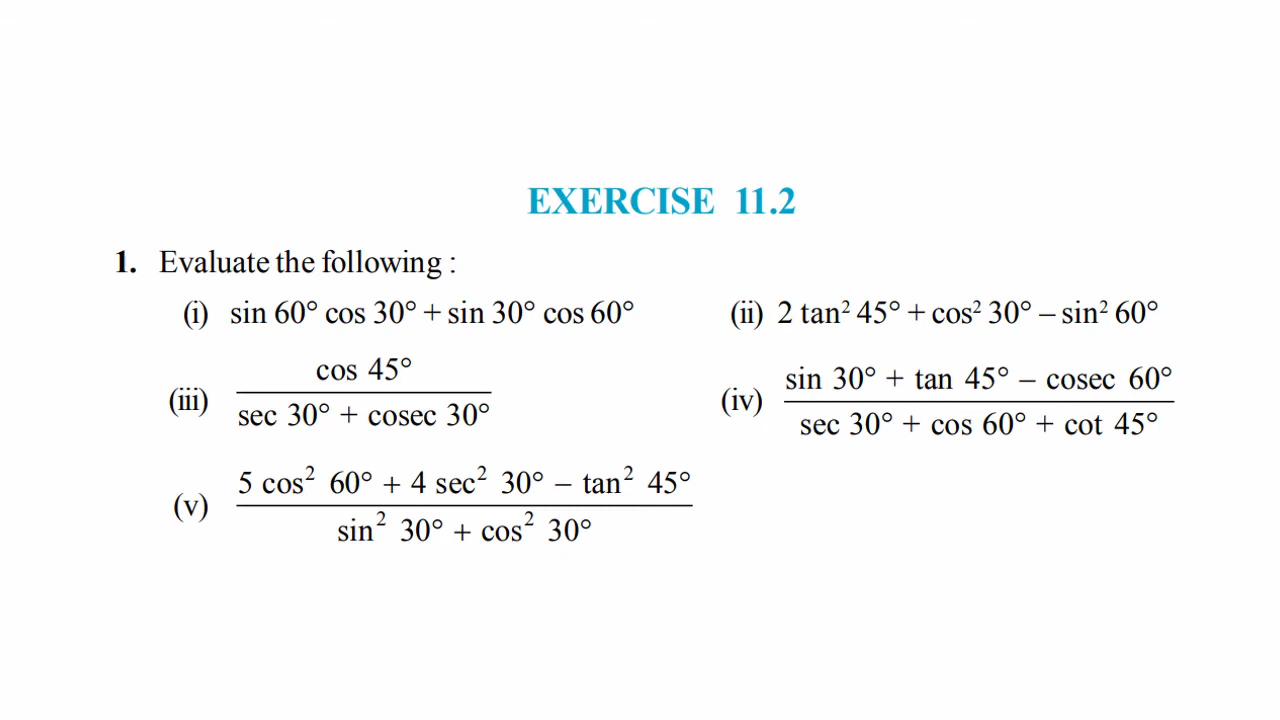 EXERCISE 11.2
1. Evaluate the following :
(i) sin 60° cos 30° + sin 30° cos 60°
(ii) 2 tan² 45° + cos² 30° – sin² 60°
(iii) cos 45°
sec 30° + cosec 30°
(iv) sin 30° + tan 45° – cosec 60°
sec 30° + cos 60° + cot 45°
(v) 5 cos² 60° + 4 sec² 30° – tan² 45°
sin² 30° + cos² 30°